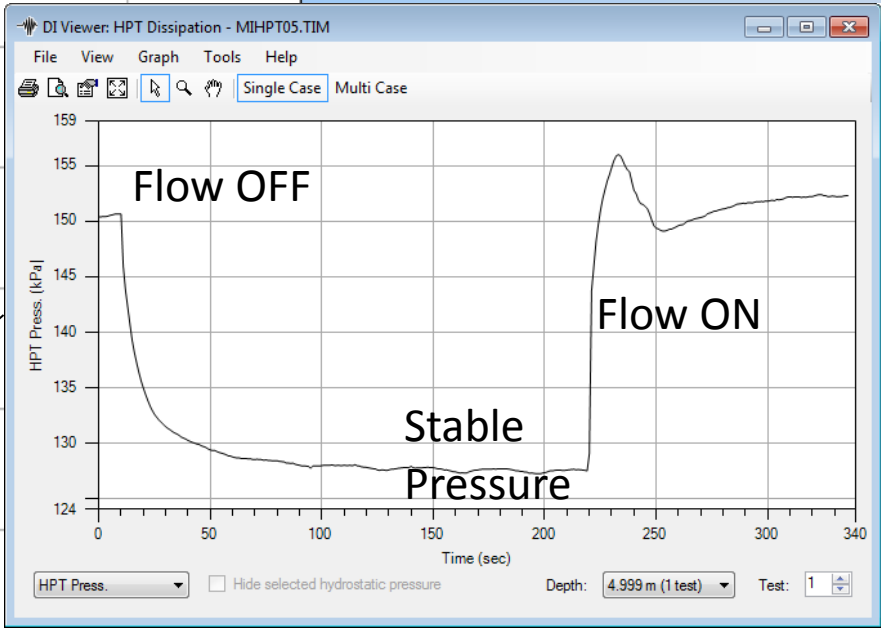 DI Viewer: HPT Dissipation - MIHPT05.TIM
File View Graph Tools Help
Single Case Multi Case
159
155
Flow OFF
150
145
Flow ON
140
HPT Press. (kPa)
135
Stable
130
Pressure
124
0 50 100 150 200 250 300 340
Time (sec)
HPT Press. Hide selected hydrostatic pressure Depth: 4.999 m (1 test) Test: 1